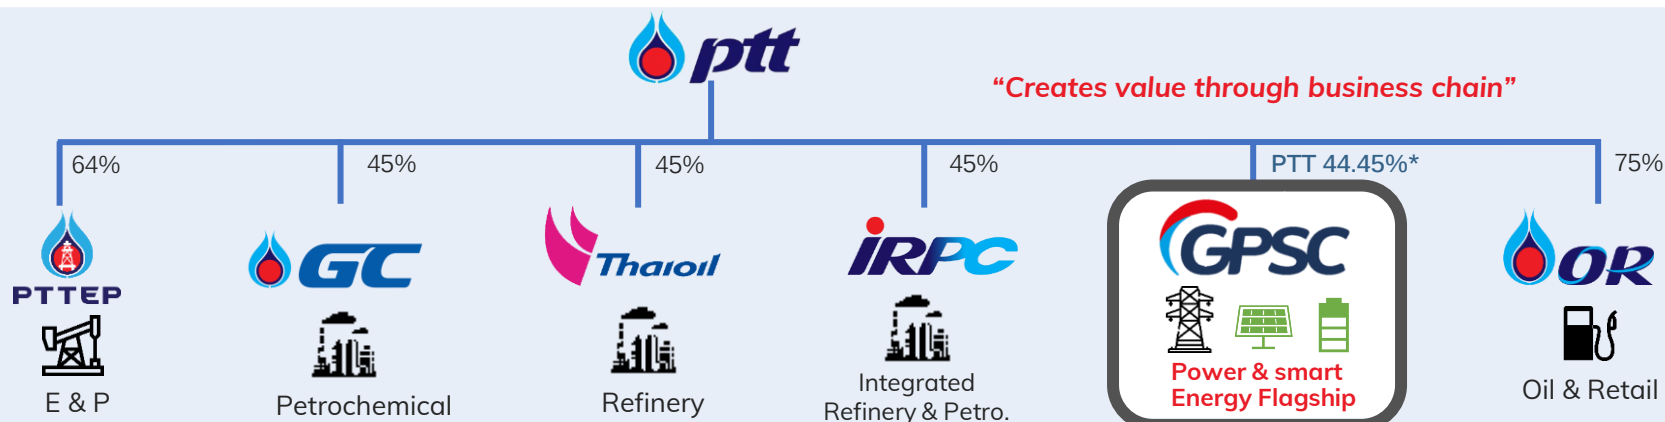 ptt
“Creates value through business chain”
64%
45%
45%
45%
PTT 44.45%*
75%
PTTEP
GC
Thaioil
IRPC
GPSC
OR
E & P
Petrochemical
Refinery
Integrated
Refinery & Petro.
Power & smart
Energy Flagship
Oil & Retail